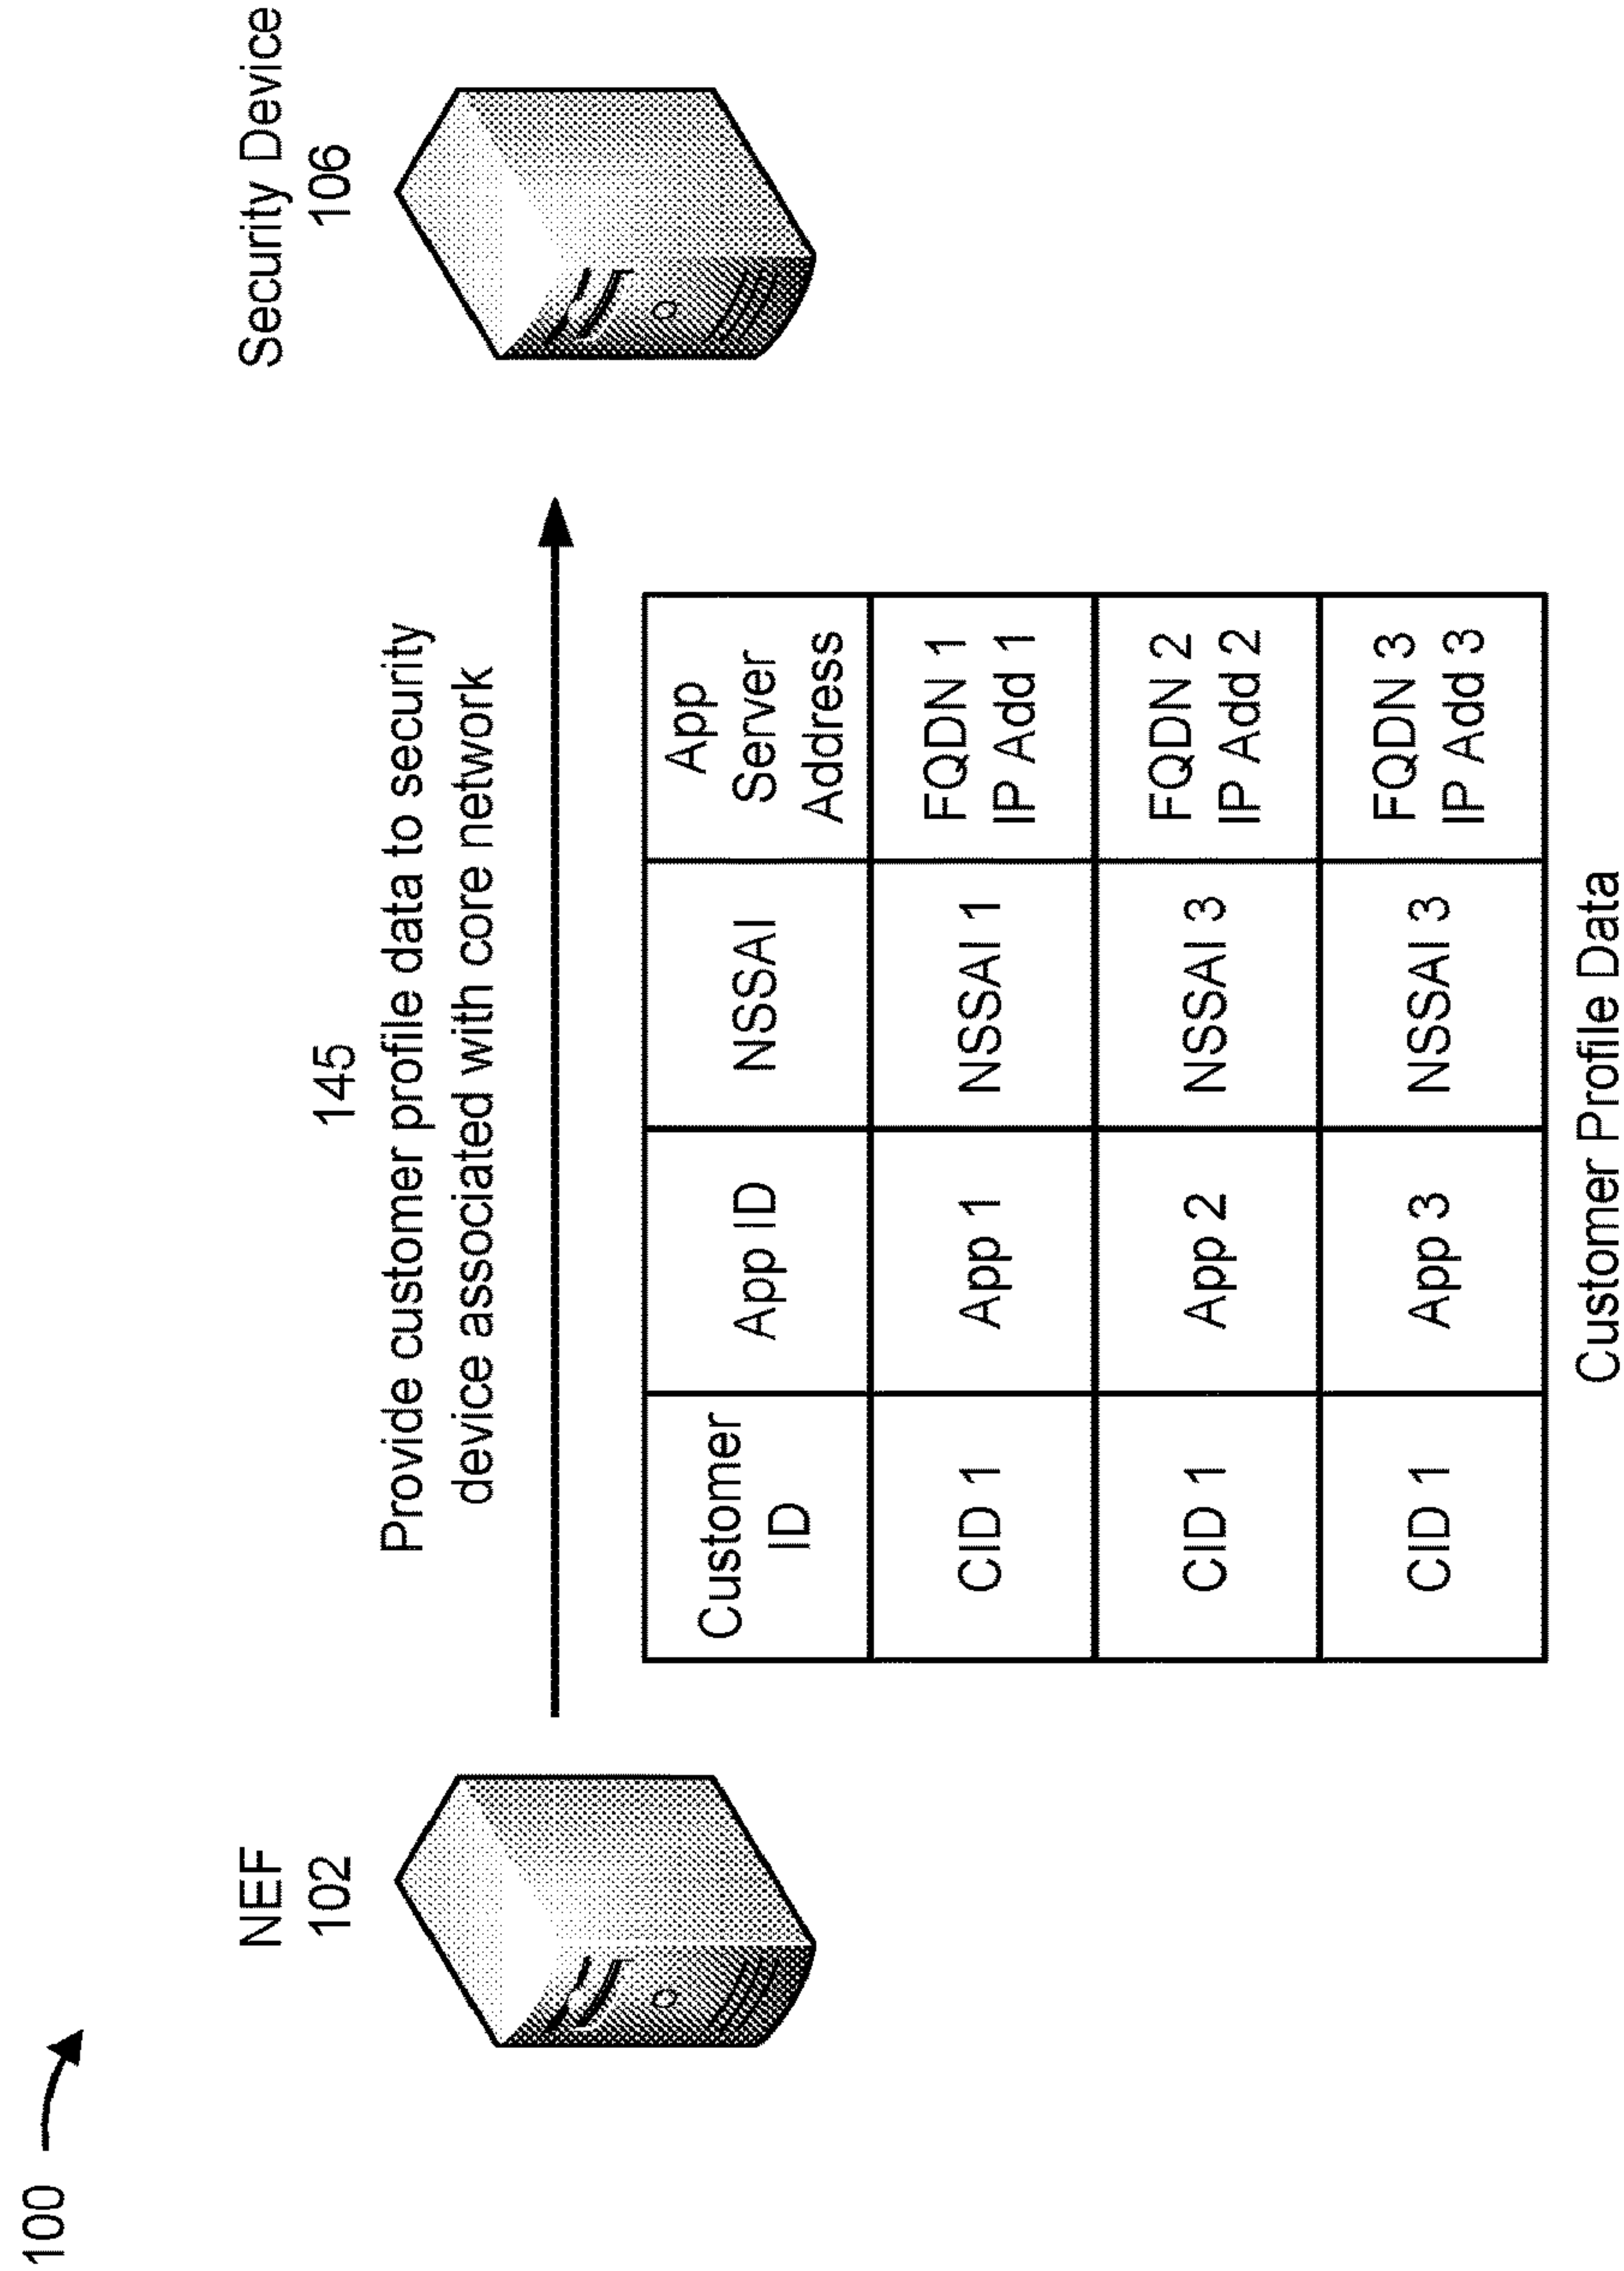 100
NEF
102
Security Device
106
145
Provide customer profile data to security
device associated with core network
Customer
ID
App ID
NSSAI
App
Server
Address
CID 1
App 1
NSSAI 1
FQDN 1
IP Add 1
CID 1
App 2
NSSAI 3
FQDN 2
IP Add 2
CID 1
App 3
NSSAI 3
FQDN 3
IP Add 3
Customer Profile Data